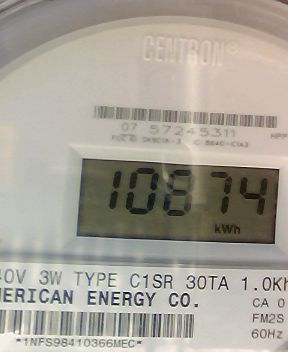 CENTRON®
07 57245311
10874
kWh
40V 3W TYPE C1SR 30TA 1.0Kh
MERICAN ENERGY CO.
CA 0
FM2S
60Hz
*1NFS98410366MEC*